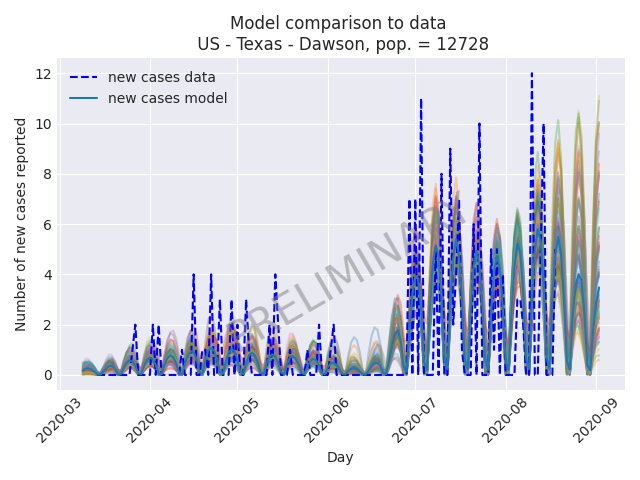 Model comparison to data
US - Texas - Dawson, pop. = 12728
new cases data
new cases model
Number of new cases reported
12
10
8
6
4
2
0
PRELIMINARY
2020-03
2020-04
2020-05
2020-06
2020-07
2020-08
2020-09
Day